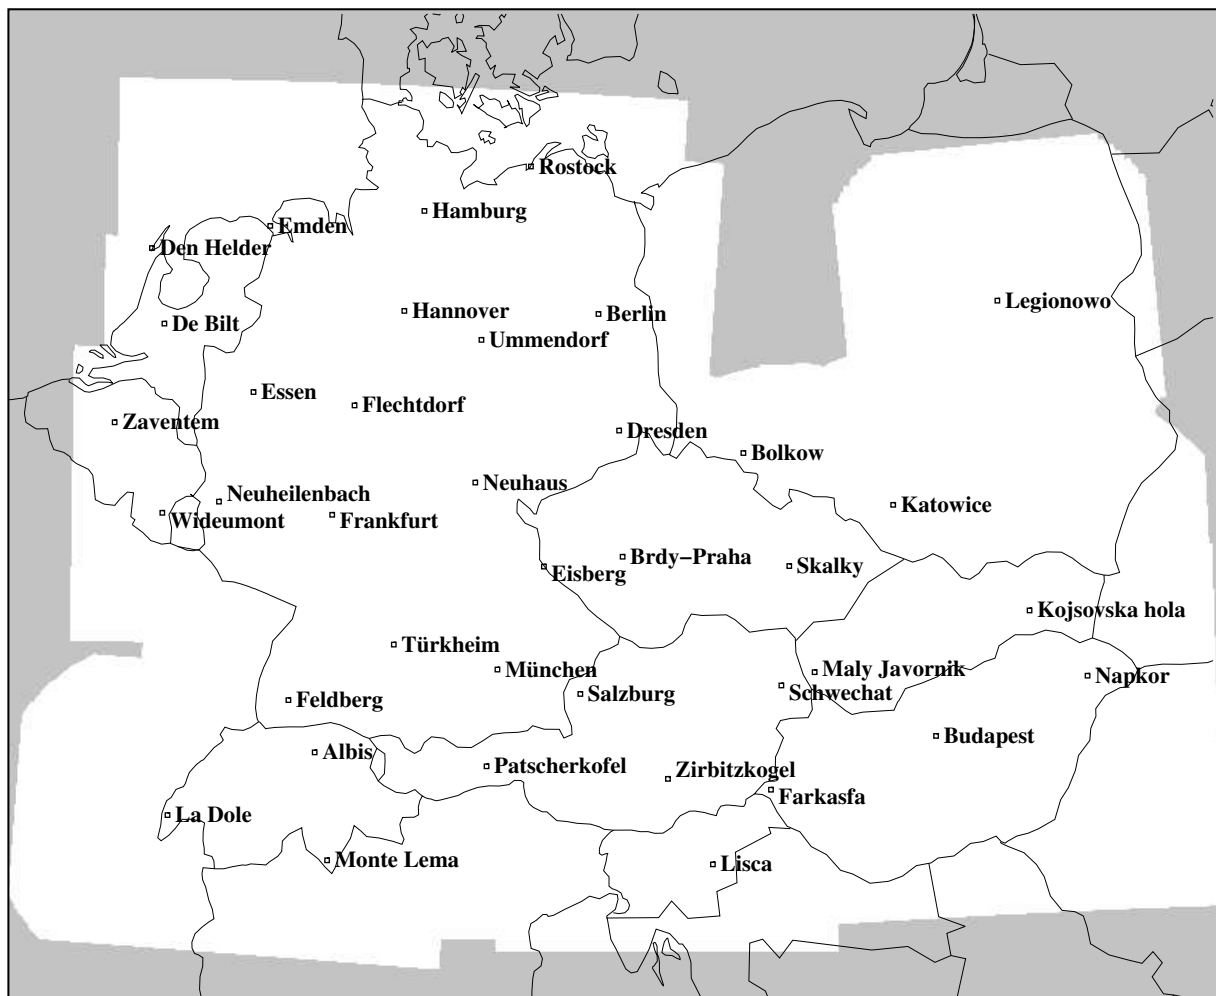 Rostock
Hamburg
Emden
Den Helder
Legionowo
Hannover
Berlin
De Bilt
Ummendorf
Essen
Flechtdorf
Zaventem
Dresden
Bolkow
Neuhaus
Neuheilenbach
Katowice
Wideumont
Frankfurt
Brdy–Praha
Skalky
Eisberg
Kojsovska hola
Türkheim
München
Maly Javornik
Napkor
Salzburg
Schwechat
Feldberg
Budapest
Albis
Patscherkofel
Zirbitzkogel
Farkasfa
La Dole
Monte Lema
Lisca